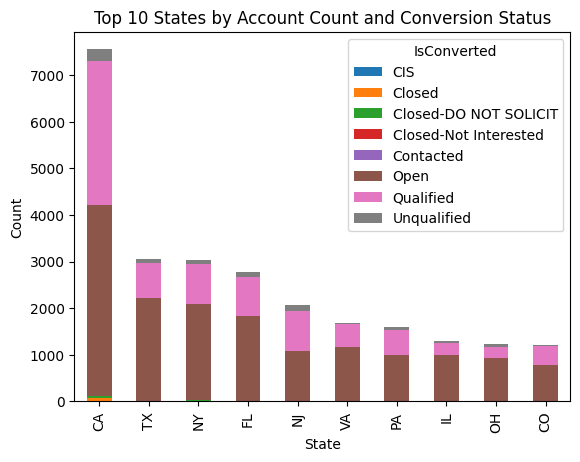 Top 10 States by Account Count and Conversion Status
IsConverted
CIS
Closed
Closed-DO NOT SOLICIT
Closed-Not Interested
Contacted
Open
Qualified
Unqualified
Count
7000
6000
5000
4000
3000
2000
1000
0
CA
TX
NY
FL
NJ
VA
PA
IL
OH
CO
State